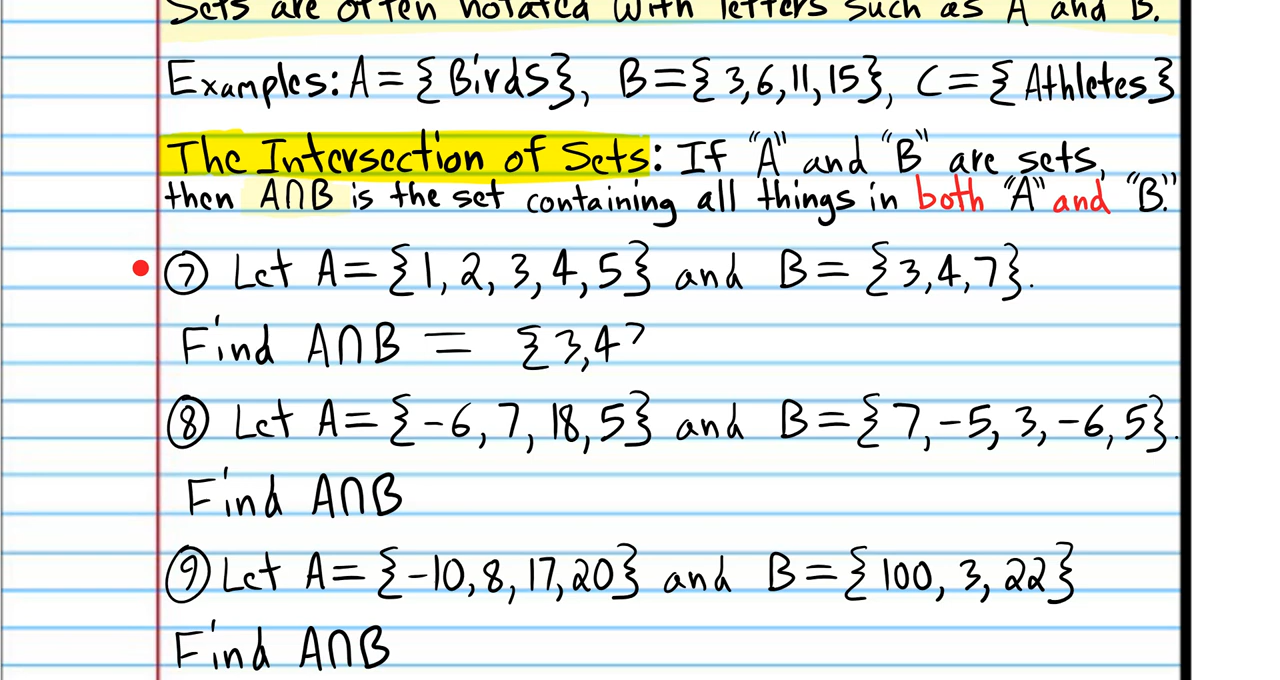 Sets are often notated with letters such as A and B.
Examples: A = {Birds}, B = {3,6,11,15}, C = {Athletes}
The Intersection of Sets: If "A" and "B" are sets,
then A∩B is the set containing all things in both "A" and "B."
⑦ Let A = {1, 2, 3, 4, 5} and B = {3,4,7}.
Find A∩B = {3,4
⑧ Let A = {-6, 7, 18, 5} and B = {7, -5, 3, -6, 5}.
Find A∩B
⑨ Let A = {-10, 8, 17, 20} and B = {100, 3, 22}
Find A∩B